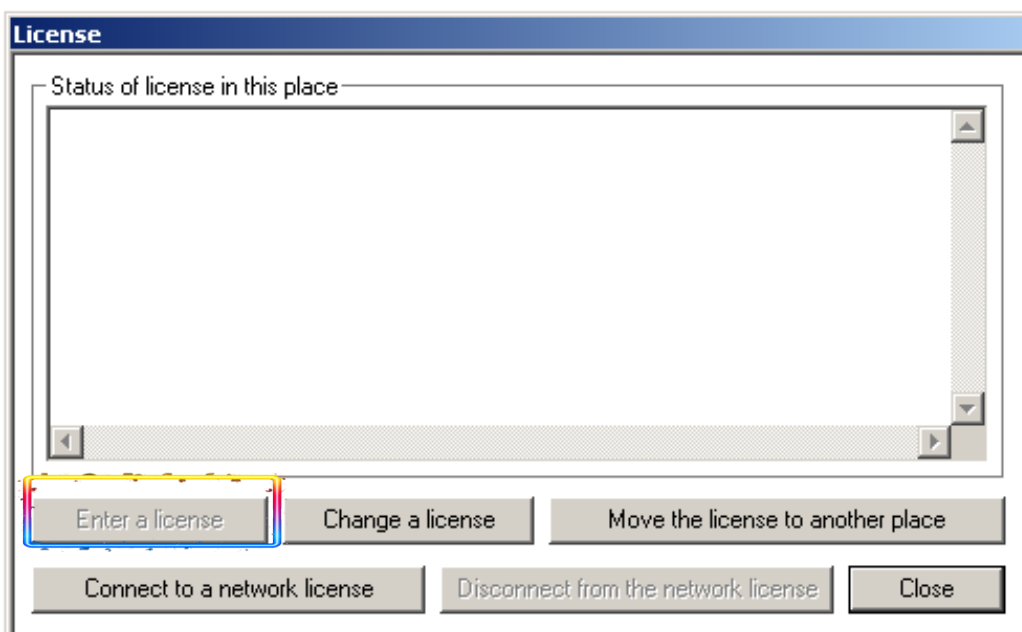 License
Status of license in this place
Enter a license
Change a license
Move the license to another place
Connect to a network license
Disconnect from the network license
Close